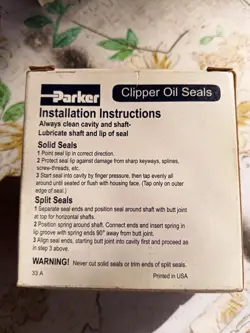 Parker
Clipper Oil Seals
Installation Instructions
Always clean cavity and shaft-
Lubricate shaft and lip of seal
Solid Seals
1 Point seal lip in correct direction.
2 Protect seal lip against damage from sharp keyways, splines,
screw-threads, etc.
3 Start seal into cavity by finger pressure, then tap evenly all
around until seated or flush with housing face. (Tap only on outer
edge of seal.)
Split Seals
1 Separate seal ends and position seal around shaft with butt joint
at top for horizontal shafts.
2 Position spring around shaft. Connect ends and insert spring in
lip groove with spring ends 90° away from butt joint.
3 Align seal ends, starting butt joint into cavity first and proceed as
in step 3 above.
WARNING! Never cut solid seals or trim ends of split seals.
33 A
Printed in USA